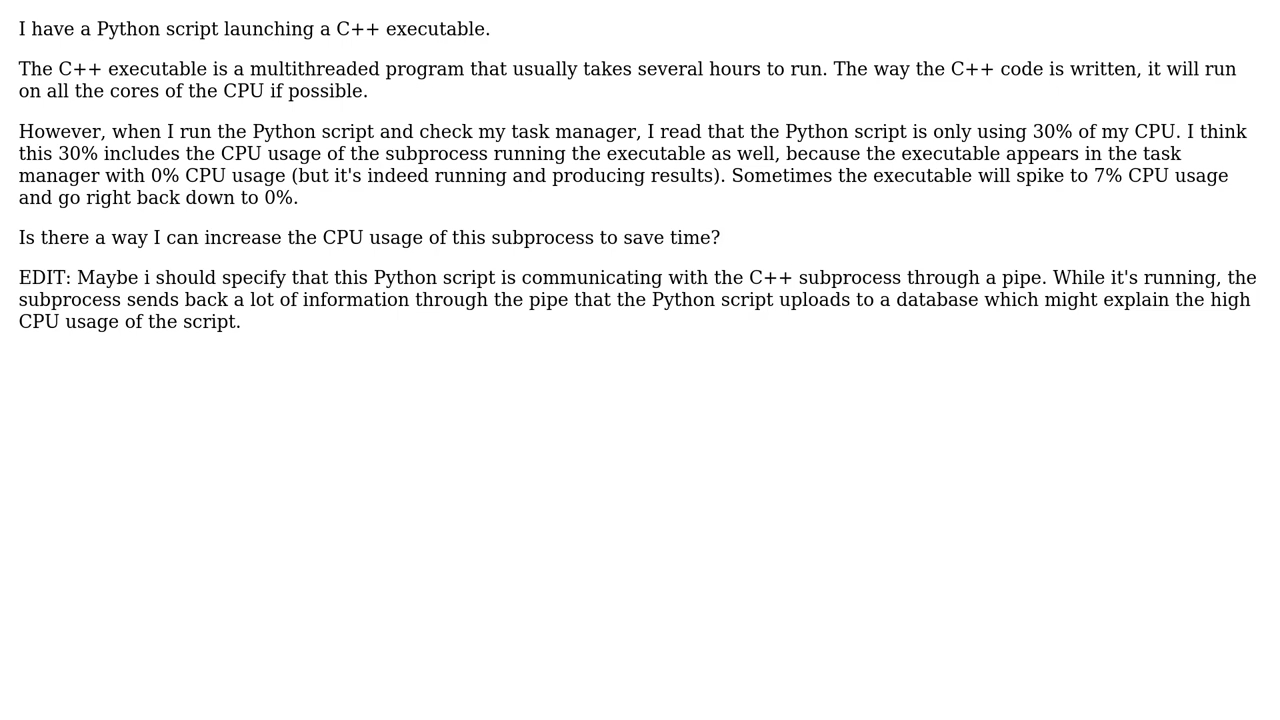 I have a Python script launching a C++ executable.
The C++ executable is a multithreaded program that usually takes several hours to run. The way the C++ code is written, it will run
on all the cores of the CPU if possible.
However, when I run the Python script and check my task manager, I read that the Python script is only using 30% of my CPU. I think
this 30% includes the CPU usage of the subprocess running the executable as well, because the executable appears in the task
manager with 0% CPU usage (but it's indeed running and producing results). Sometimes the executable will spike to 7% CPU usage
and go right back down to 0%.
Is there a way I can increase the CPU usage of this subprocess to save time?
EDIT: Maybe i should specify that this Python script is communicating with the C++ subprocess through a pipe. While it's running, the
subprocess sends back a lot of information through the pipe that the Python script uploads to a database which might explain the high
CPU usage of the script.